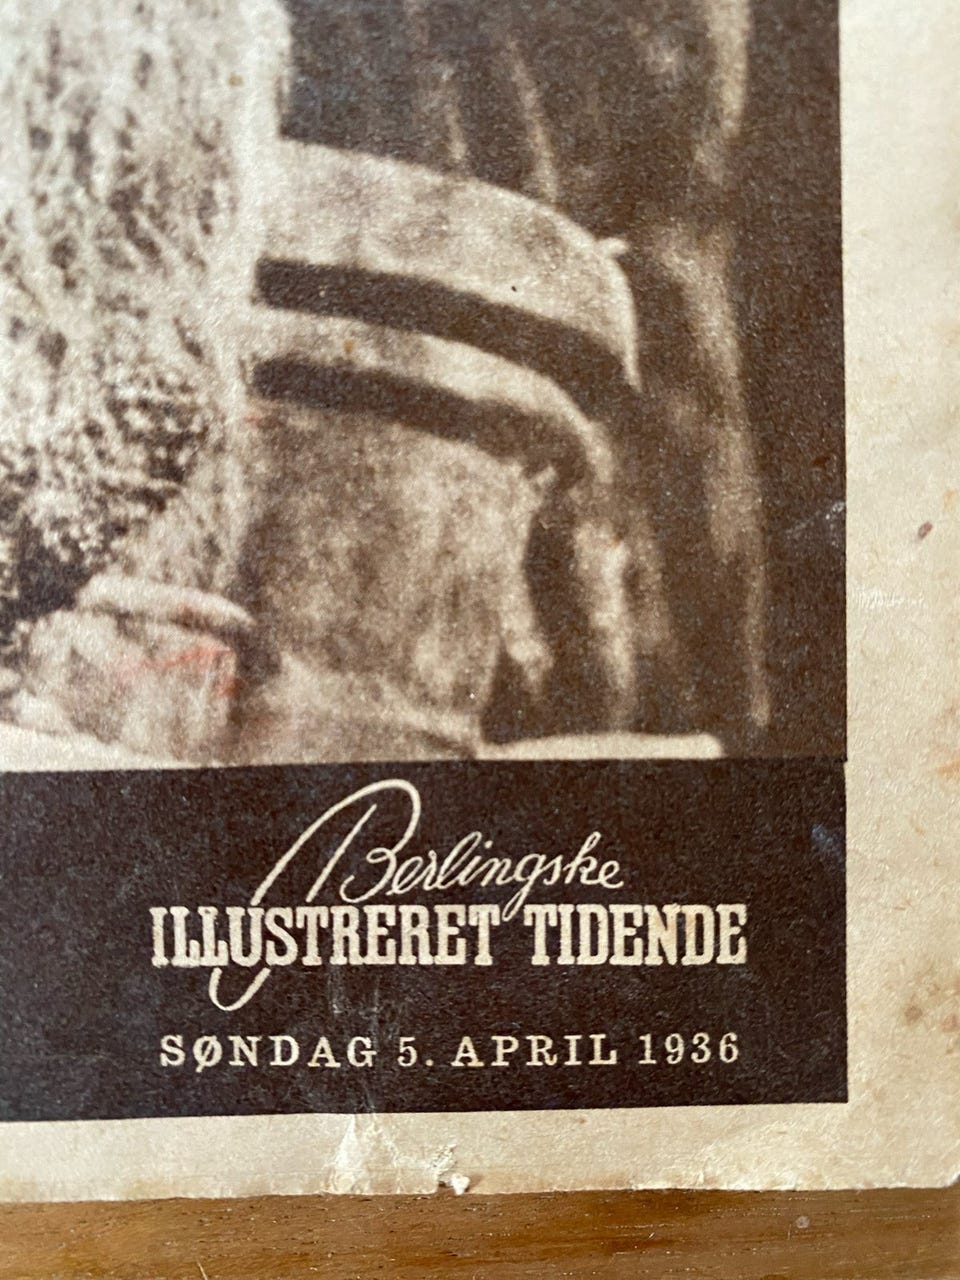 Berlingske
ILLUSTRERET TIDENDE
SØNDAG 5. APRIL 1936